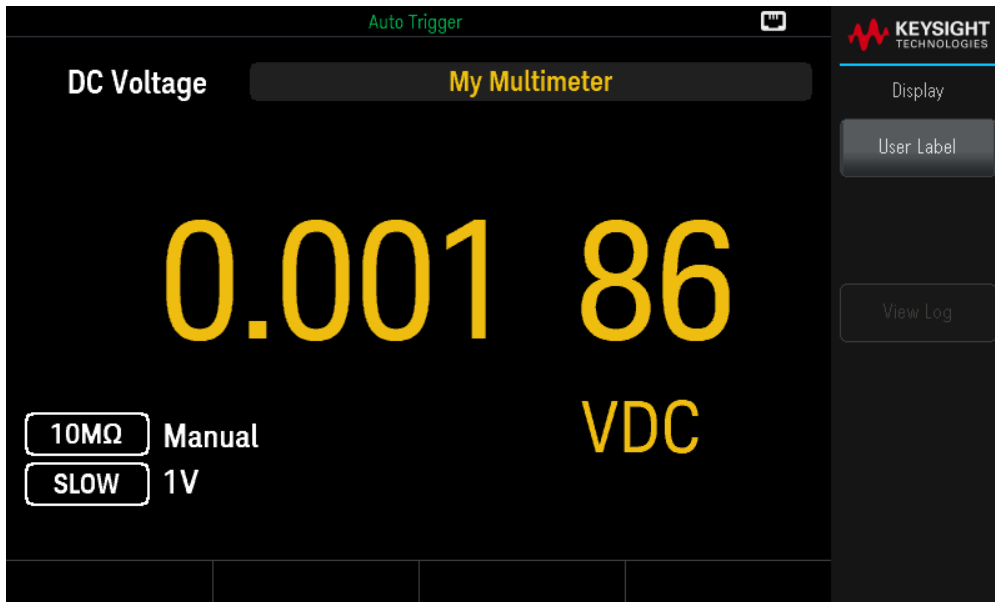 Auto Trigger
KEYSIGHT
TECHNOLOGIES
DC Voltage
My Multimeter
Display
User Label
0.001 86
View Log
VDC
10MΩ Manual
SLOW 1V